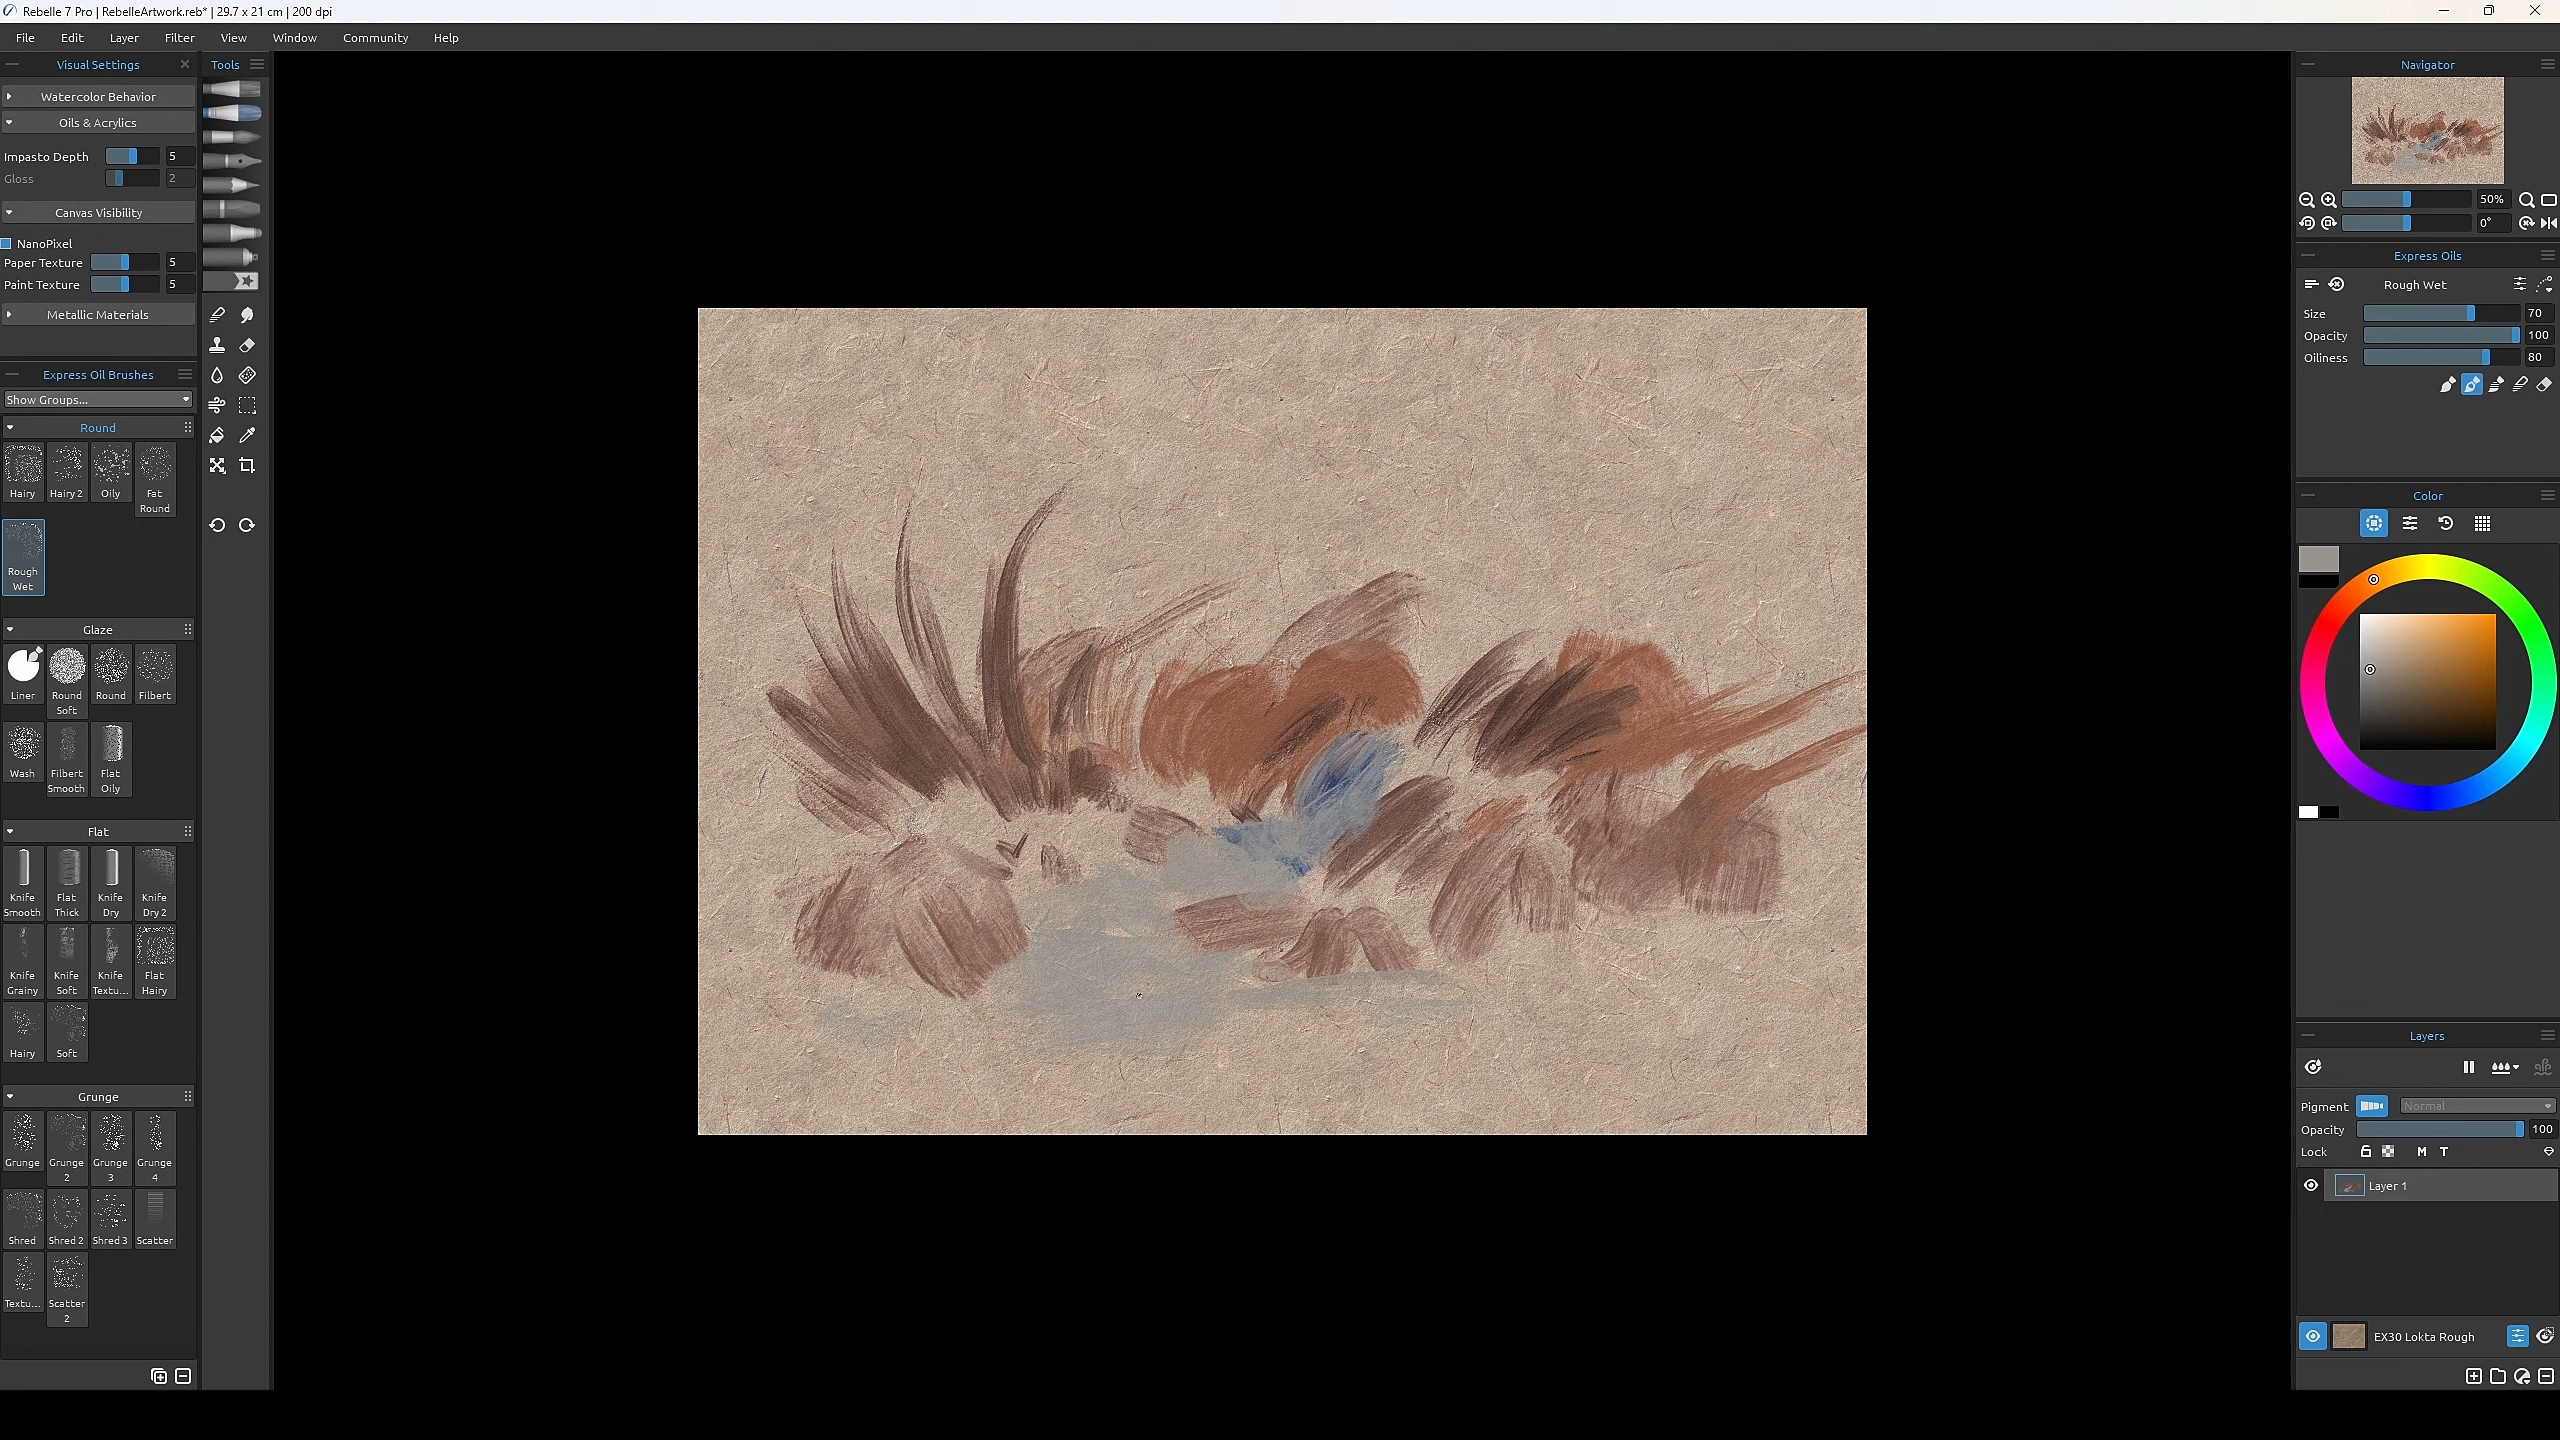 Rebelle 7 Pro | RebelleArtwork.reb* | 29.7 x 21 cm | 200 dpi
File Edit Layer Filter View Window Community Help
Visual Settings
Watercolor Behavior
Oils & Acrylics
Impasto Depth 5
Gloss 2
Canvas Visibility
NanoPixel
Paper Texture 5
Paint Texture 5
Metallic Materials
Express Oil Brushes
Show Groups...
Round
Hairy Hairy 2 Oily Fat
Round
Rough
Wet
Glaze
Liner Round Round Filbert
Soft
Wash Filbert Flat
Smooth Oily
Flat
Knife Flat Knife Knife
Smooth Thick Dry Dry 2
Knife Knife Knife Flat
Grainy Soft Textu... Hairy
Hairy Soft
Grunge
Grunge Grunge Grunge Grunge
2 3 4
Shred Shred 2 Shred 3 Scatter
Textu... Scatter
2
Tools
Navigator
50%
0°
Express Oils
Rough Wet
Size 70
Opacity 100
Oiliness 80
Color
Layers
Pigment Normal
Opacity 100
Lock M T
Layer 1
EX30 Lokta Rough